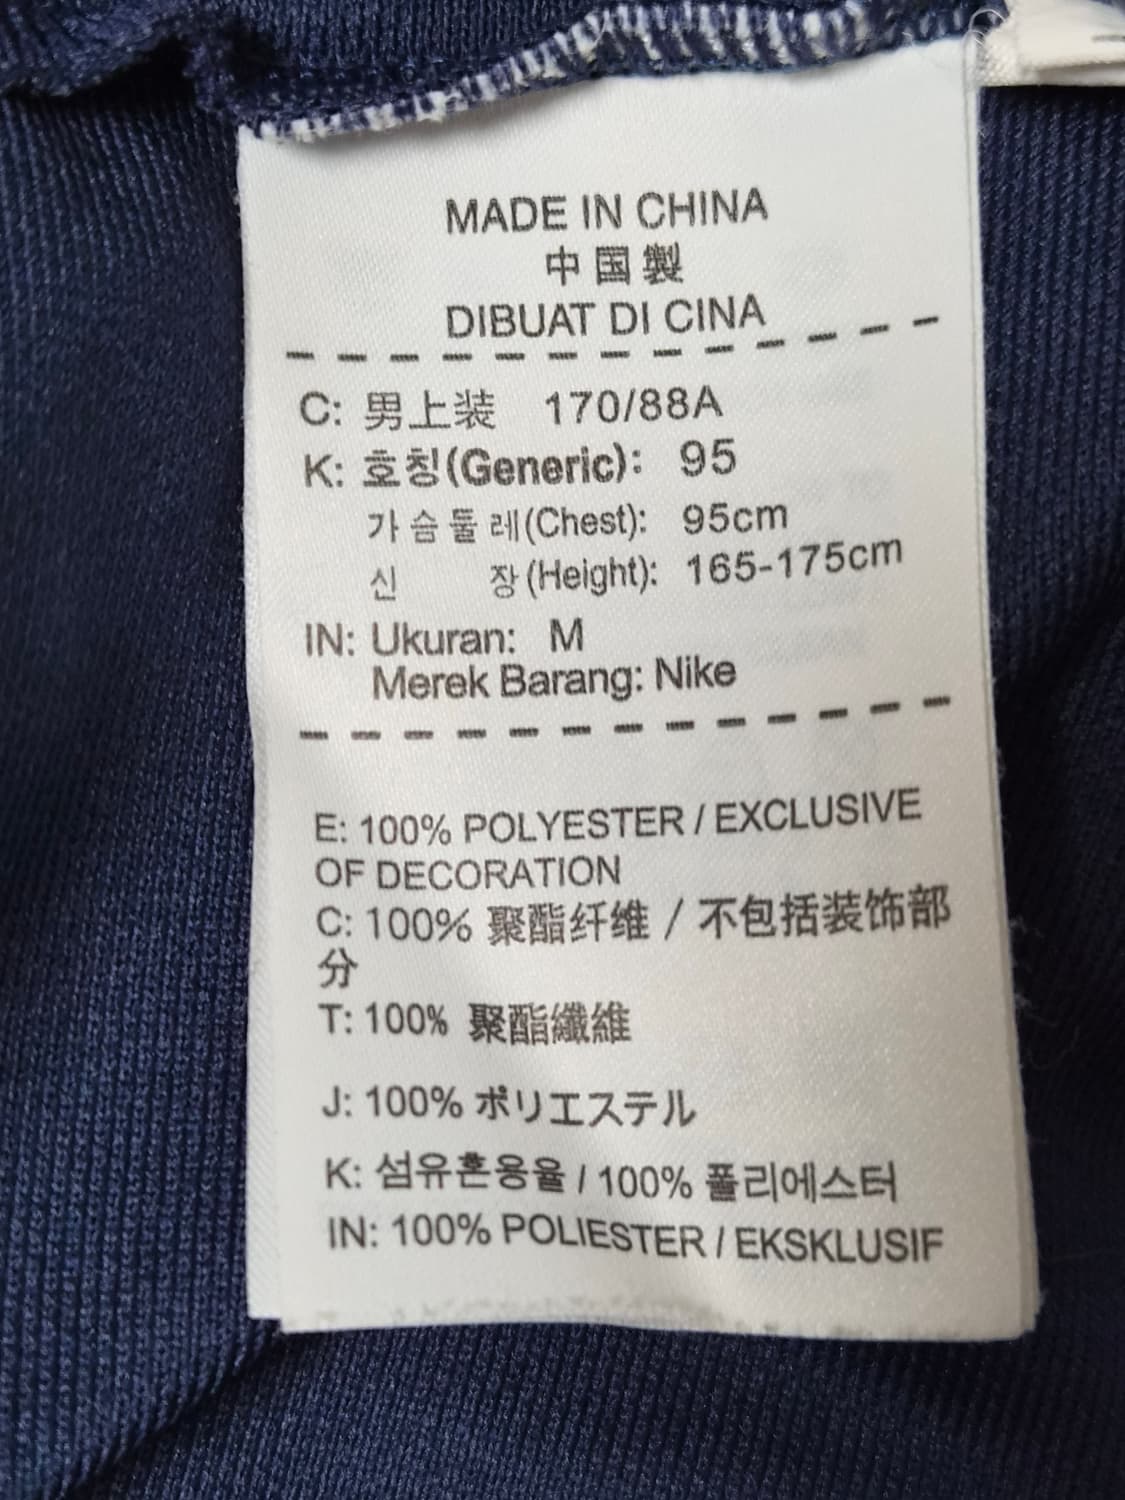 MADE IN CHINA
中国製
DIBUAT DI CINA
C: 男上装 170/88A
K: 호칭(Generic): 95
가슴둘레(Chest): 95cm
신 장(Height): 165-175cm
IN: Ukuran: M
Merek Barang: Nike
E: 100% POLYESTER / EXCLUSIVE
OF DECORATION
C: 100% 聚酯纤维 / 不包括装饰部
分
T: 100% 聚酯纖維
J: 100% ポリエステル
K: 섬유혼용율 / 100% 폴리에스터
IN: 100% POLIESTER / EKSKLUSIF